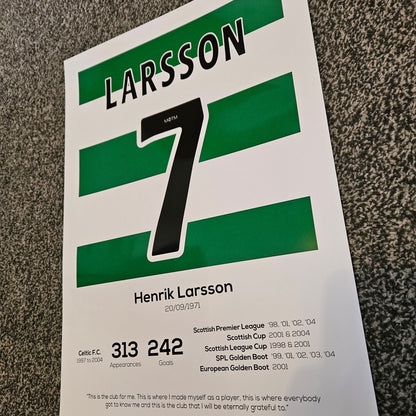 LARSSON
MOTM
7
Henrik Larsson
20/09/1971
Celtic F.C.
1997 to 2004
313
Appearances
242
Goals
Scottish Premier League '98, '01, '02, '04
Scottish Cup 2001 & 2004
Scottish League Cup 1998 & 2001
SPL Golden Boot '99, '01, '02, '03, '04
European Golden Boot 2001
"This is the club for me. This is where I made myself as a player, this is where everybody
got to know me and this is the club that I will be eternally grateful to."